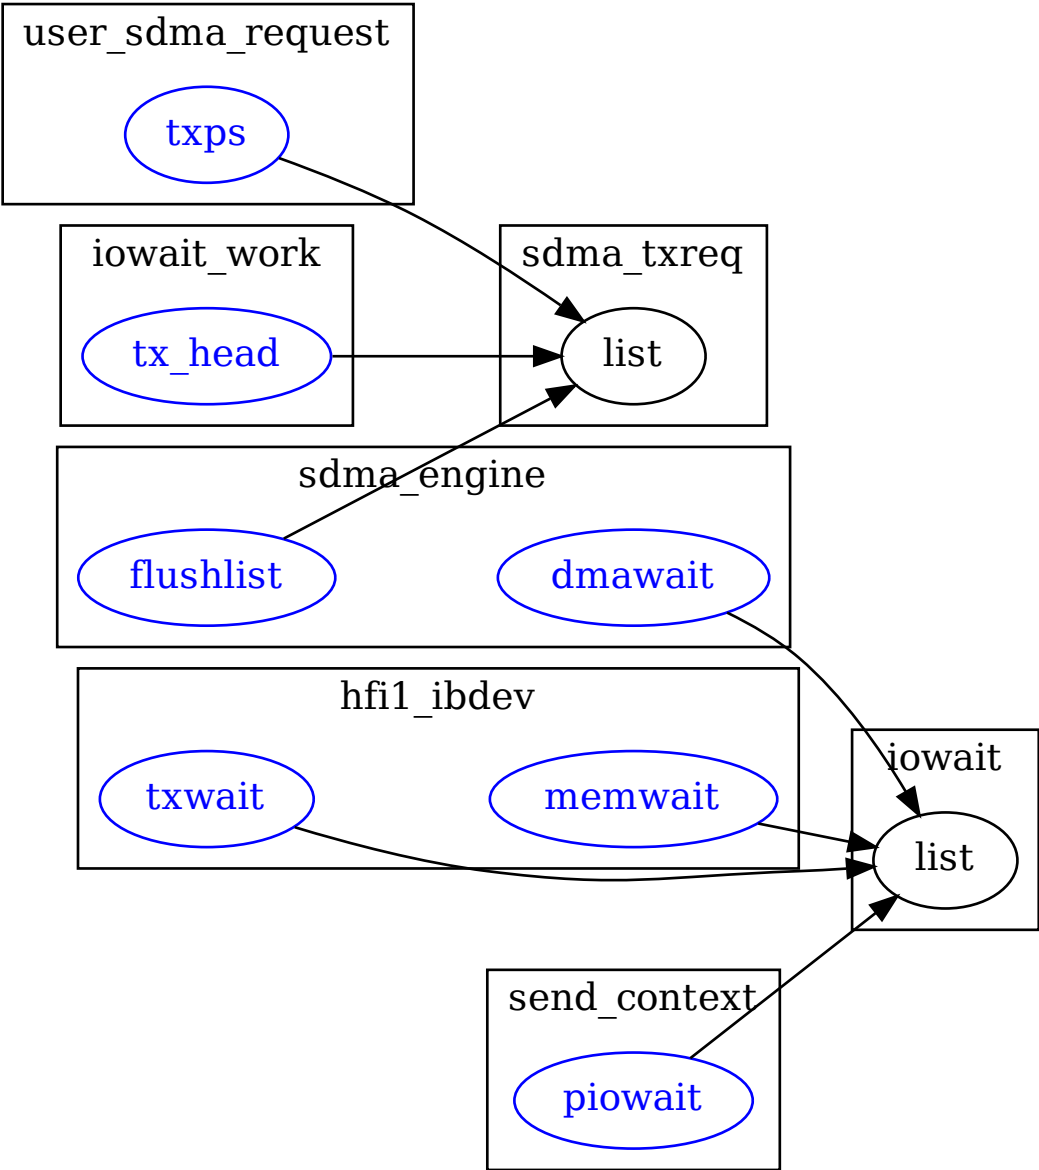 user_sdma_request
txps
iowait_work
sdma_txreq
tx_head
list
sdma_engine
flushlist
dmawait
hfi1_ibdev
txwait
memwait
iowait
list
send_context
piowait